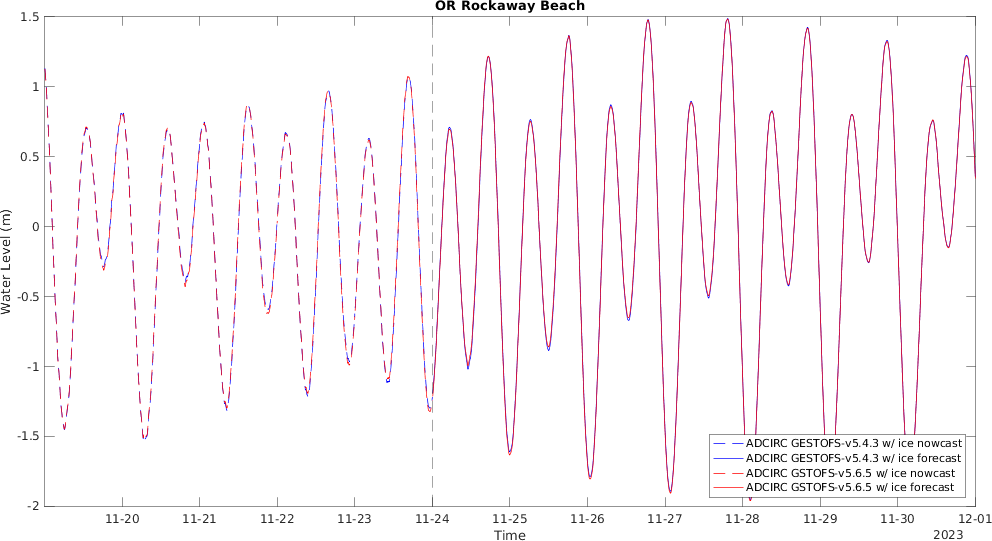 OR Rockaway Beach
1.5
1
0.5
0
-0.5
-1
-1.5
-2
Water Level (m)
ADCIRC GESTOFS-v5.4.3 w/ ice nowcast
ADCIRC GESTOFS-v5.4.3 w/ ice forecast
ADCIRC GSTOFS-v5.6.5 w/ ice nowcast
ADCIRC GSTOFS-v5.6.5 w/ ice forecast
11-20 11-21 11-22 11-23 11-24 11-25 11-26 11-27 11-28 11-29 11-30 12-01
Time
2023